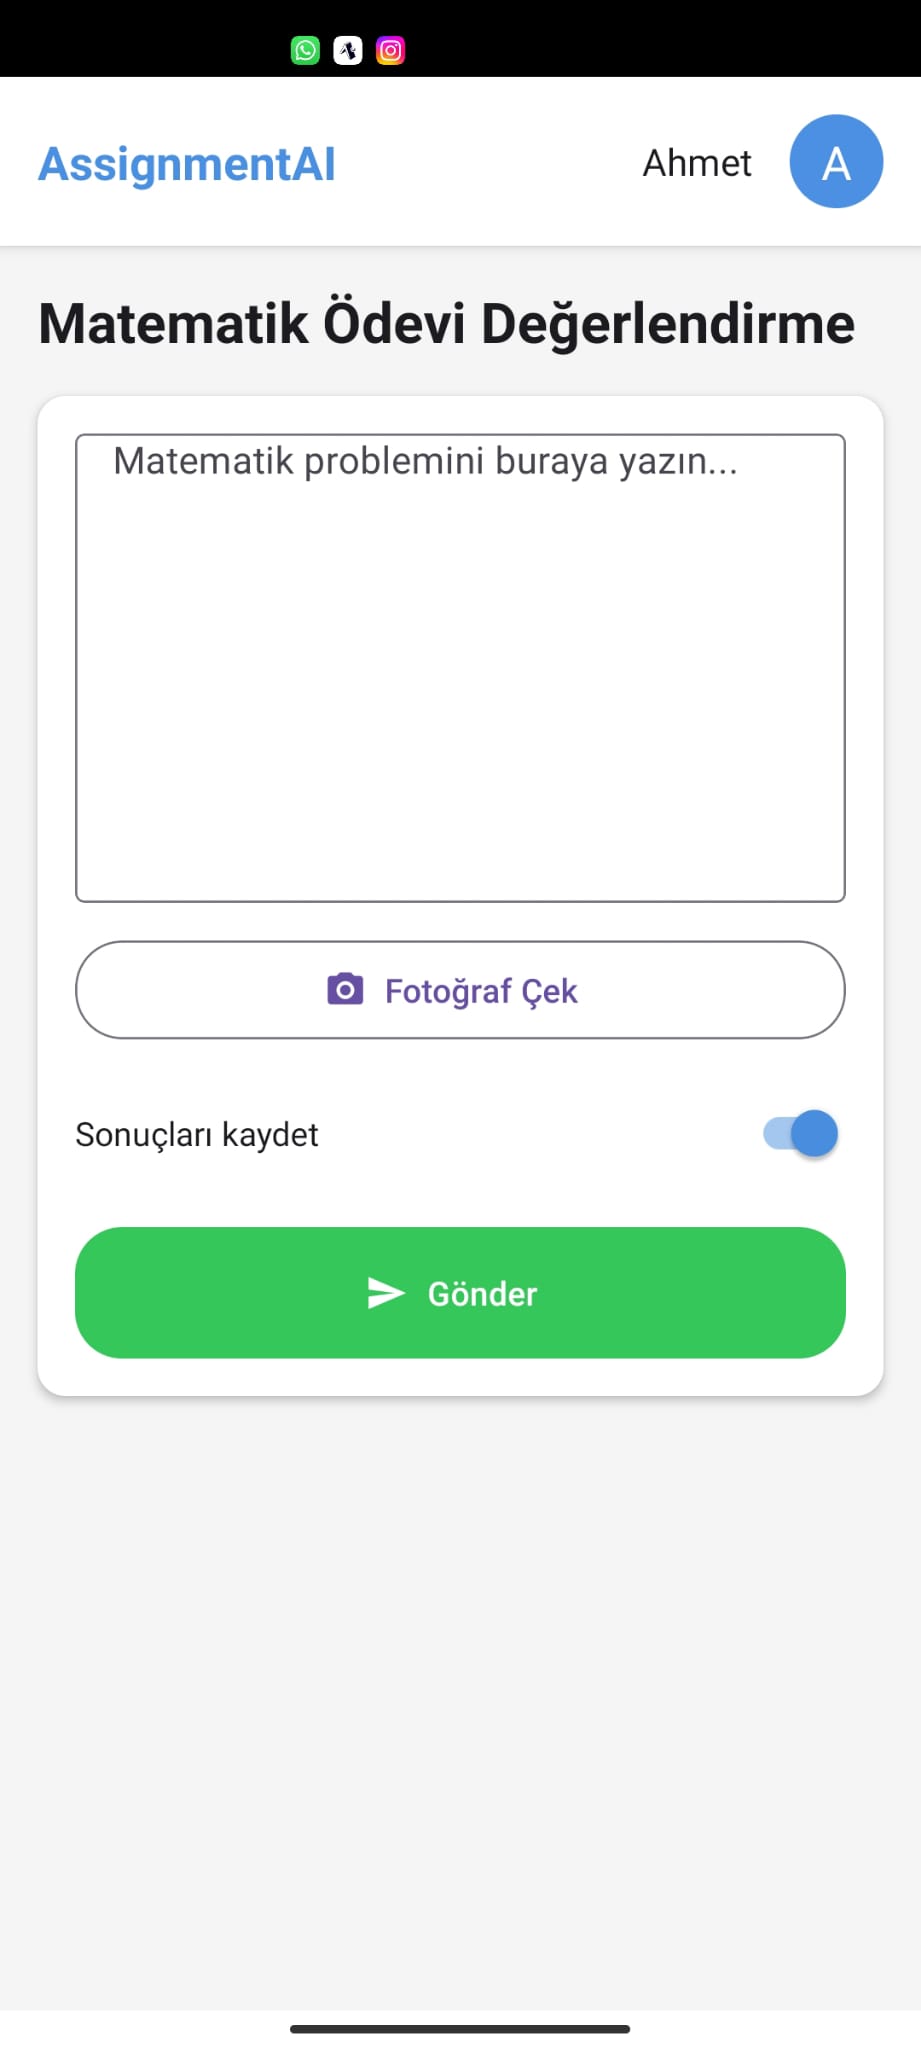 AssignmentAI
Ahmet
A
Matematik Ödevi Değerlendirme
Matematik problemini buraya yazın...
Fotoğraf Çek
Sonuçları kaydet
Gönder